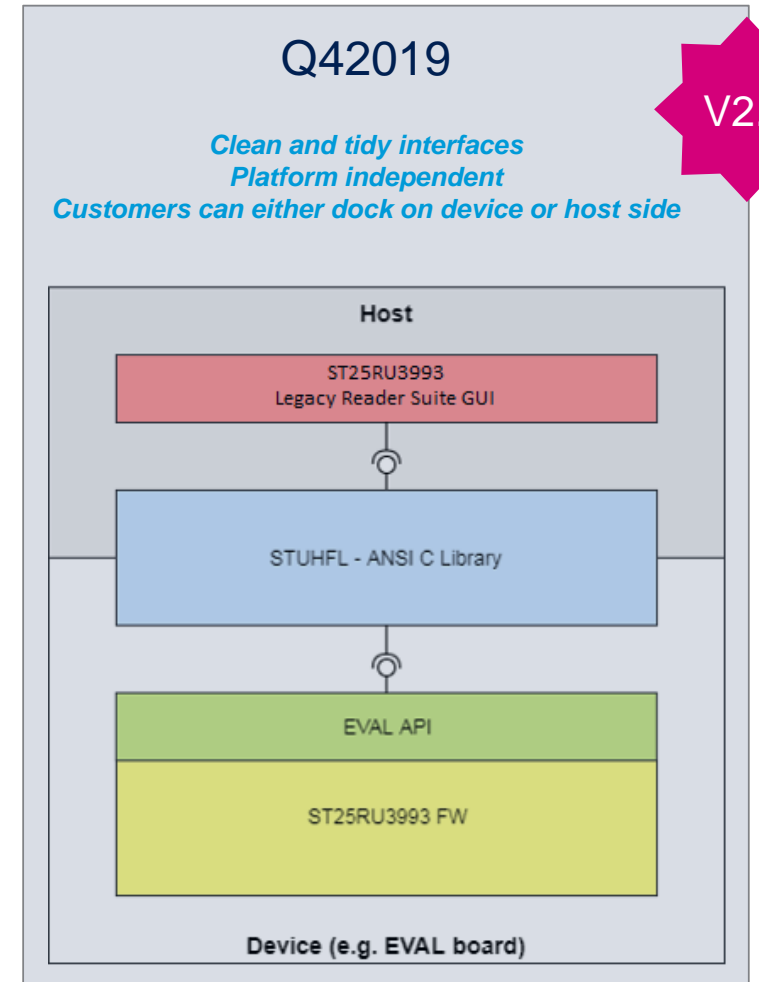 Q42019
V2.
Clean and tidy interfaces
Platform independent
Customers can either dock on device or host side
Host
ST25RU3993
Legacy Reader Suite GUI
STUHFL - ANSI C Library
EVAL API
ST25RU3993 FW
Device (e.g. EVAL board)